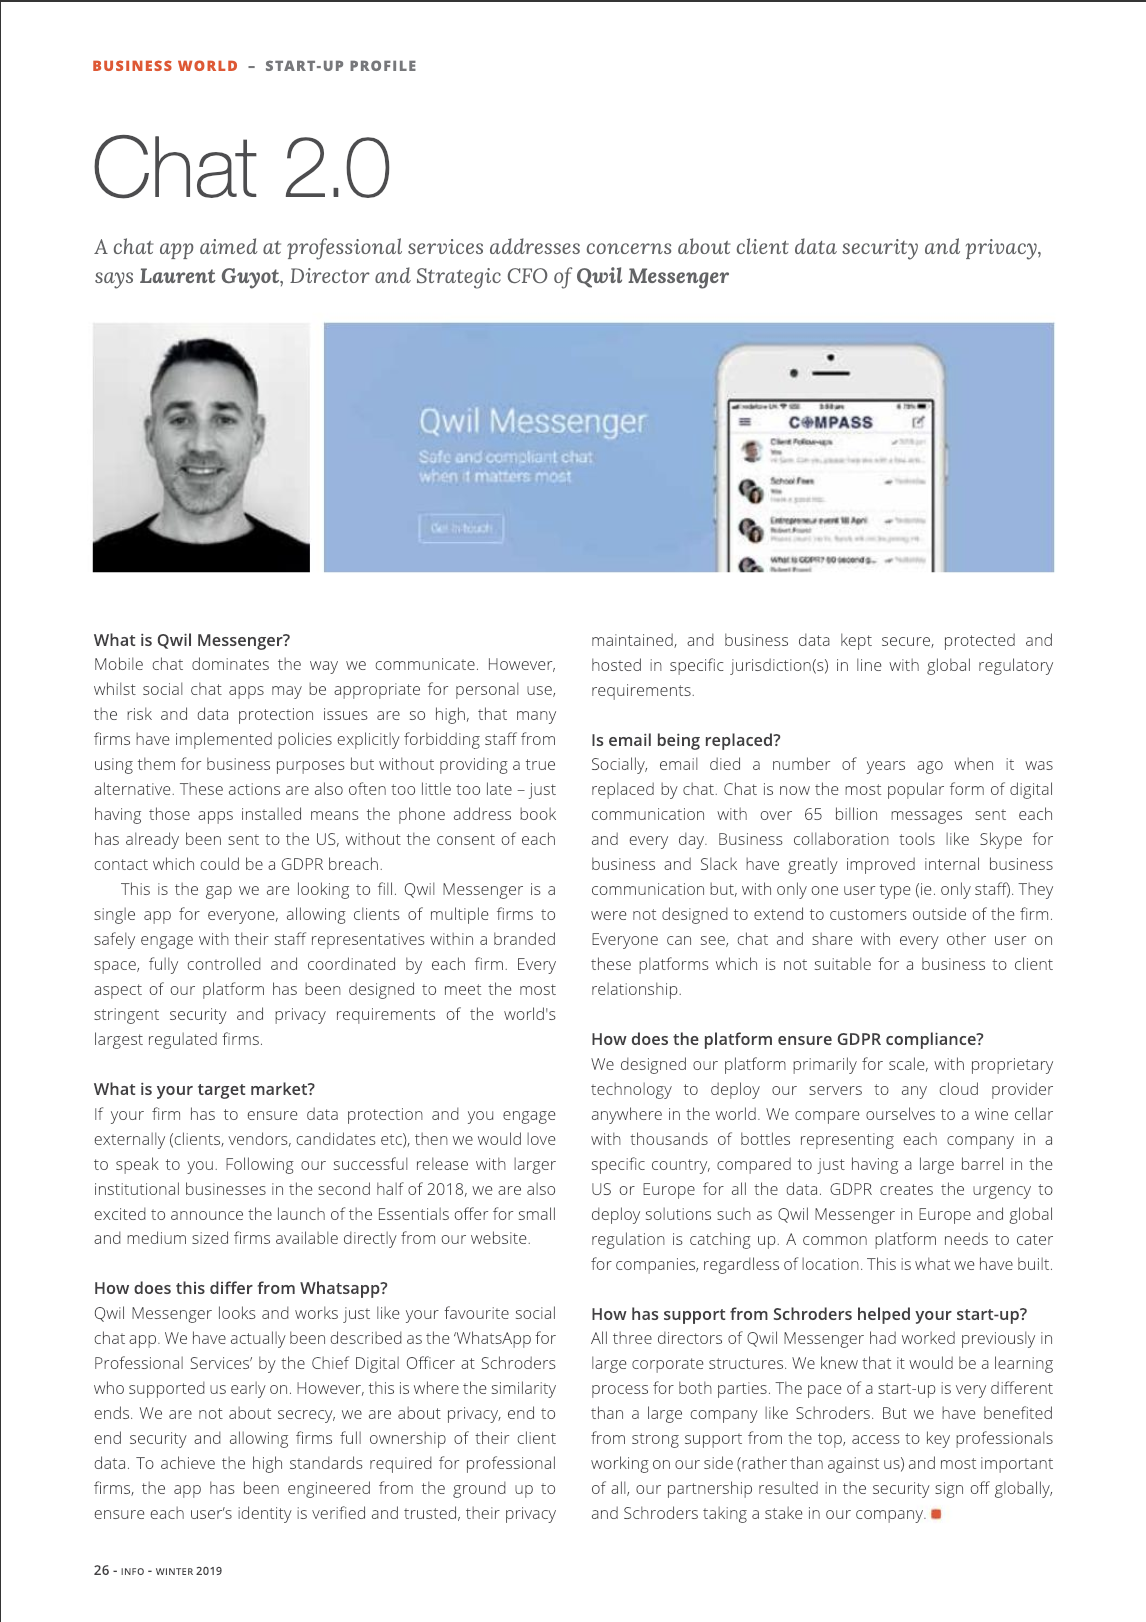 BUSINESS WORLD – START-UP PROFILE
Chat 2.0
A chat app aimed at professional services addresses concerns about client data security and privacy,
says Laurent Guyot, Director and Strategic CFO of Qwil Messenger
Qwil Messenger
Safe and compliant chat
when it matters most
Get in touch
COMPASS
Client Follow-ups
You
School Fees
Yesterday
You
Entrepreneur event 18 April
Yesterday
Robert Pound
What is GDPR? 60 second g...
Yesterday
What is Qwil Messenger?
Mobile chat dominates the way we communicate. However,
whilst social chat apps may be appropriate for personal use,
the risk and data protection issues are so high, that many
firms have implemented policies explicitly forbidding staff from
using them for business purposes but without providing a true
alternative. These actions are also often too little too late – just
having those apps installed means the phone address book
has already been sent to the US, without the consent of each
contact which could be a GDPR breach.
This is the gap we are looking to fill. Qwil Messenger is a
single app for everyone, allowing clients of multiple firms to
safely engage with their staff representatives within a branded
space, fully controlled and coordinated by each firm. Every
aspect of our platform has been designed to meet the most
stringent security and privacy requirements of the world's
largest regulated firms.
What is your target market?
If your firm has to ensure data protection and you engage
externally (clients, vendors, candidates etc), then we would love
to speak to you. Following our successful release with larger
institutional businesses in the second half of 2018, we are also
excited to announce the launch of the Essentials offer for small
and medium sized firms available directly from our website.
How does this differ from Whatsapp?
Qwil Messenger looks and works just like your favourite social
chat app. We have actually been described as the ‘WhatsApp for
Professional Services’ by the Chief Digital Officer at Schroders
who supported us early on. However, this is where the similarity
ends. We are not about secrecy, we are about privacy, end to
end security and allowing firms full ownership of their client
data. To achieve the high standards required for professional
firms, the app has been engineered from the ground up to
ensure each user’s identity is verified and trusted, their privacy
maintained, and business data kept secure, protected and
hosted in specific jurisdiction(s) in line with global regulatory
requirements.
Is email being replaced?
Socially, email died a number of years ago when it was
replaced by chat. Chat is now the most popular form of digital
communication with over 65 billion messages sent each
and every day. Business collaboration tools like Skype for
business and Slack have greatly improved internal business
communication but, with only one user type (ie. only staff). They
were not designed to extend to customers outside of the firm.
Everyone can see, chat and share with every other user on
these platforms which is not suitable for a business to client
relationship.
How does the platform ensure GDPR compliance?
We designed our platform primarily for scale, with proprietary
technology to deploy our servers to any cloud provider
anywhere in the world. We compare ourselves to a wine cellar
with thousands of bottles representing each company in a
specific country, compared to just having a large barrel in the
US or Europe for all the data. GDPR creates the urgency to
deploy solutions such as Qwil Messenger in Europe and global
regulation is catching up. A common platform needs to cater
for companies, regardless of location. This is what we have built.
How has support from Schroders helped your start-up?
All three directors of Qwil Messenger had worked previously in
large corporate structures. We knew that it would be a learning
process for both parties. The pace of a start-up is very different
than a large company like Schroders. But we have benefited
from strong support from the top, access to key professionals
working on our side (rather than against us) and most important
of all, our partnership resulted in the security sign off globally,
and Schroders taking a stake in our company.
26 - INFO - WINTER 2019